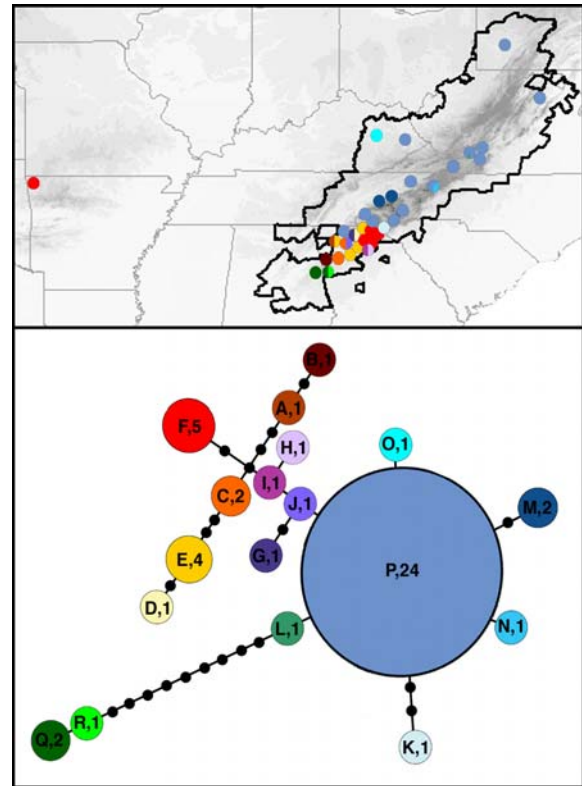 B,1
A,1
F,5
H,1
O,1
I,1
C,2
J,1
M,2
G,1
E,4
P,24
D,1
L,1
N,1
R,1
Q,2
K,1